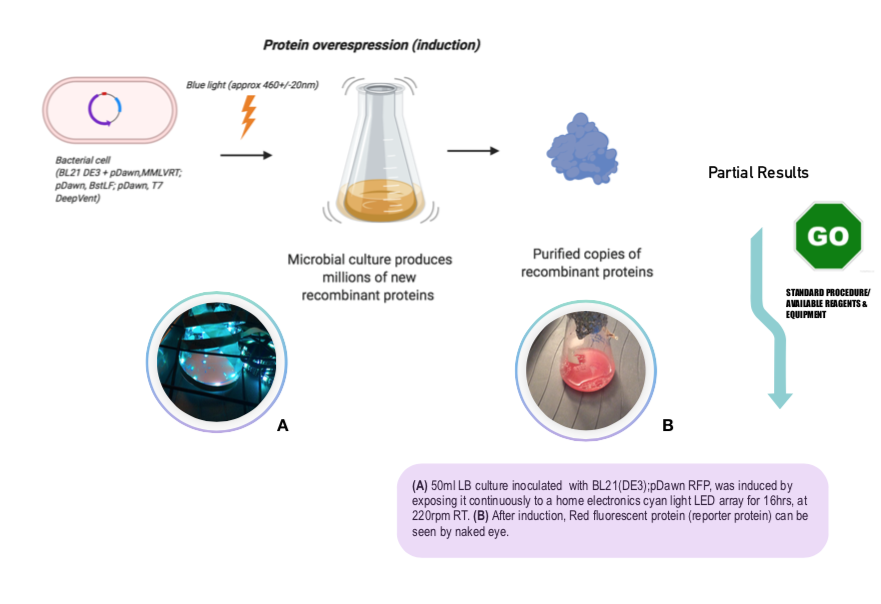 Protein overespression (induction)
Blue light (approx 460+/-20nm)
Bacterial cell
(BL21 DE3 + pDawn,MMLVRT;
pDawn, BstLF; pDawn, T7
DeepVent)
Microbial culture produces
millions of new
recombinant proteins
Purified copies of
recombinant proteins
Partial Results
GO
STANDARD PROCEDURE/
AVAILABLE REAGENTS &
EQUIPMENT
A
B
(A) 50ml LB culture inoculated with BL21(DE3);pDawn RFP, was induced by
exposing it continuously to a home electronics cyan light LED array for 16hrs, at
220rpm RT. (B) After induction, Red fluorescent protein (reporter protein) can be
seen by naked eye.